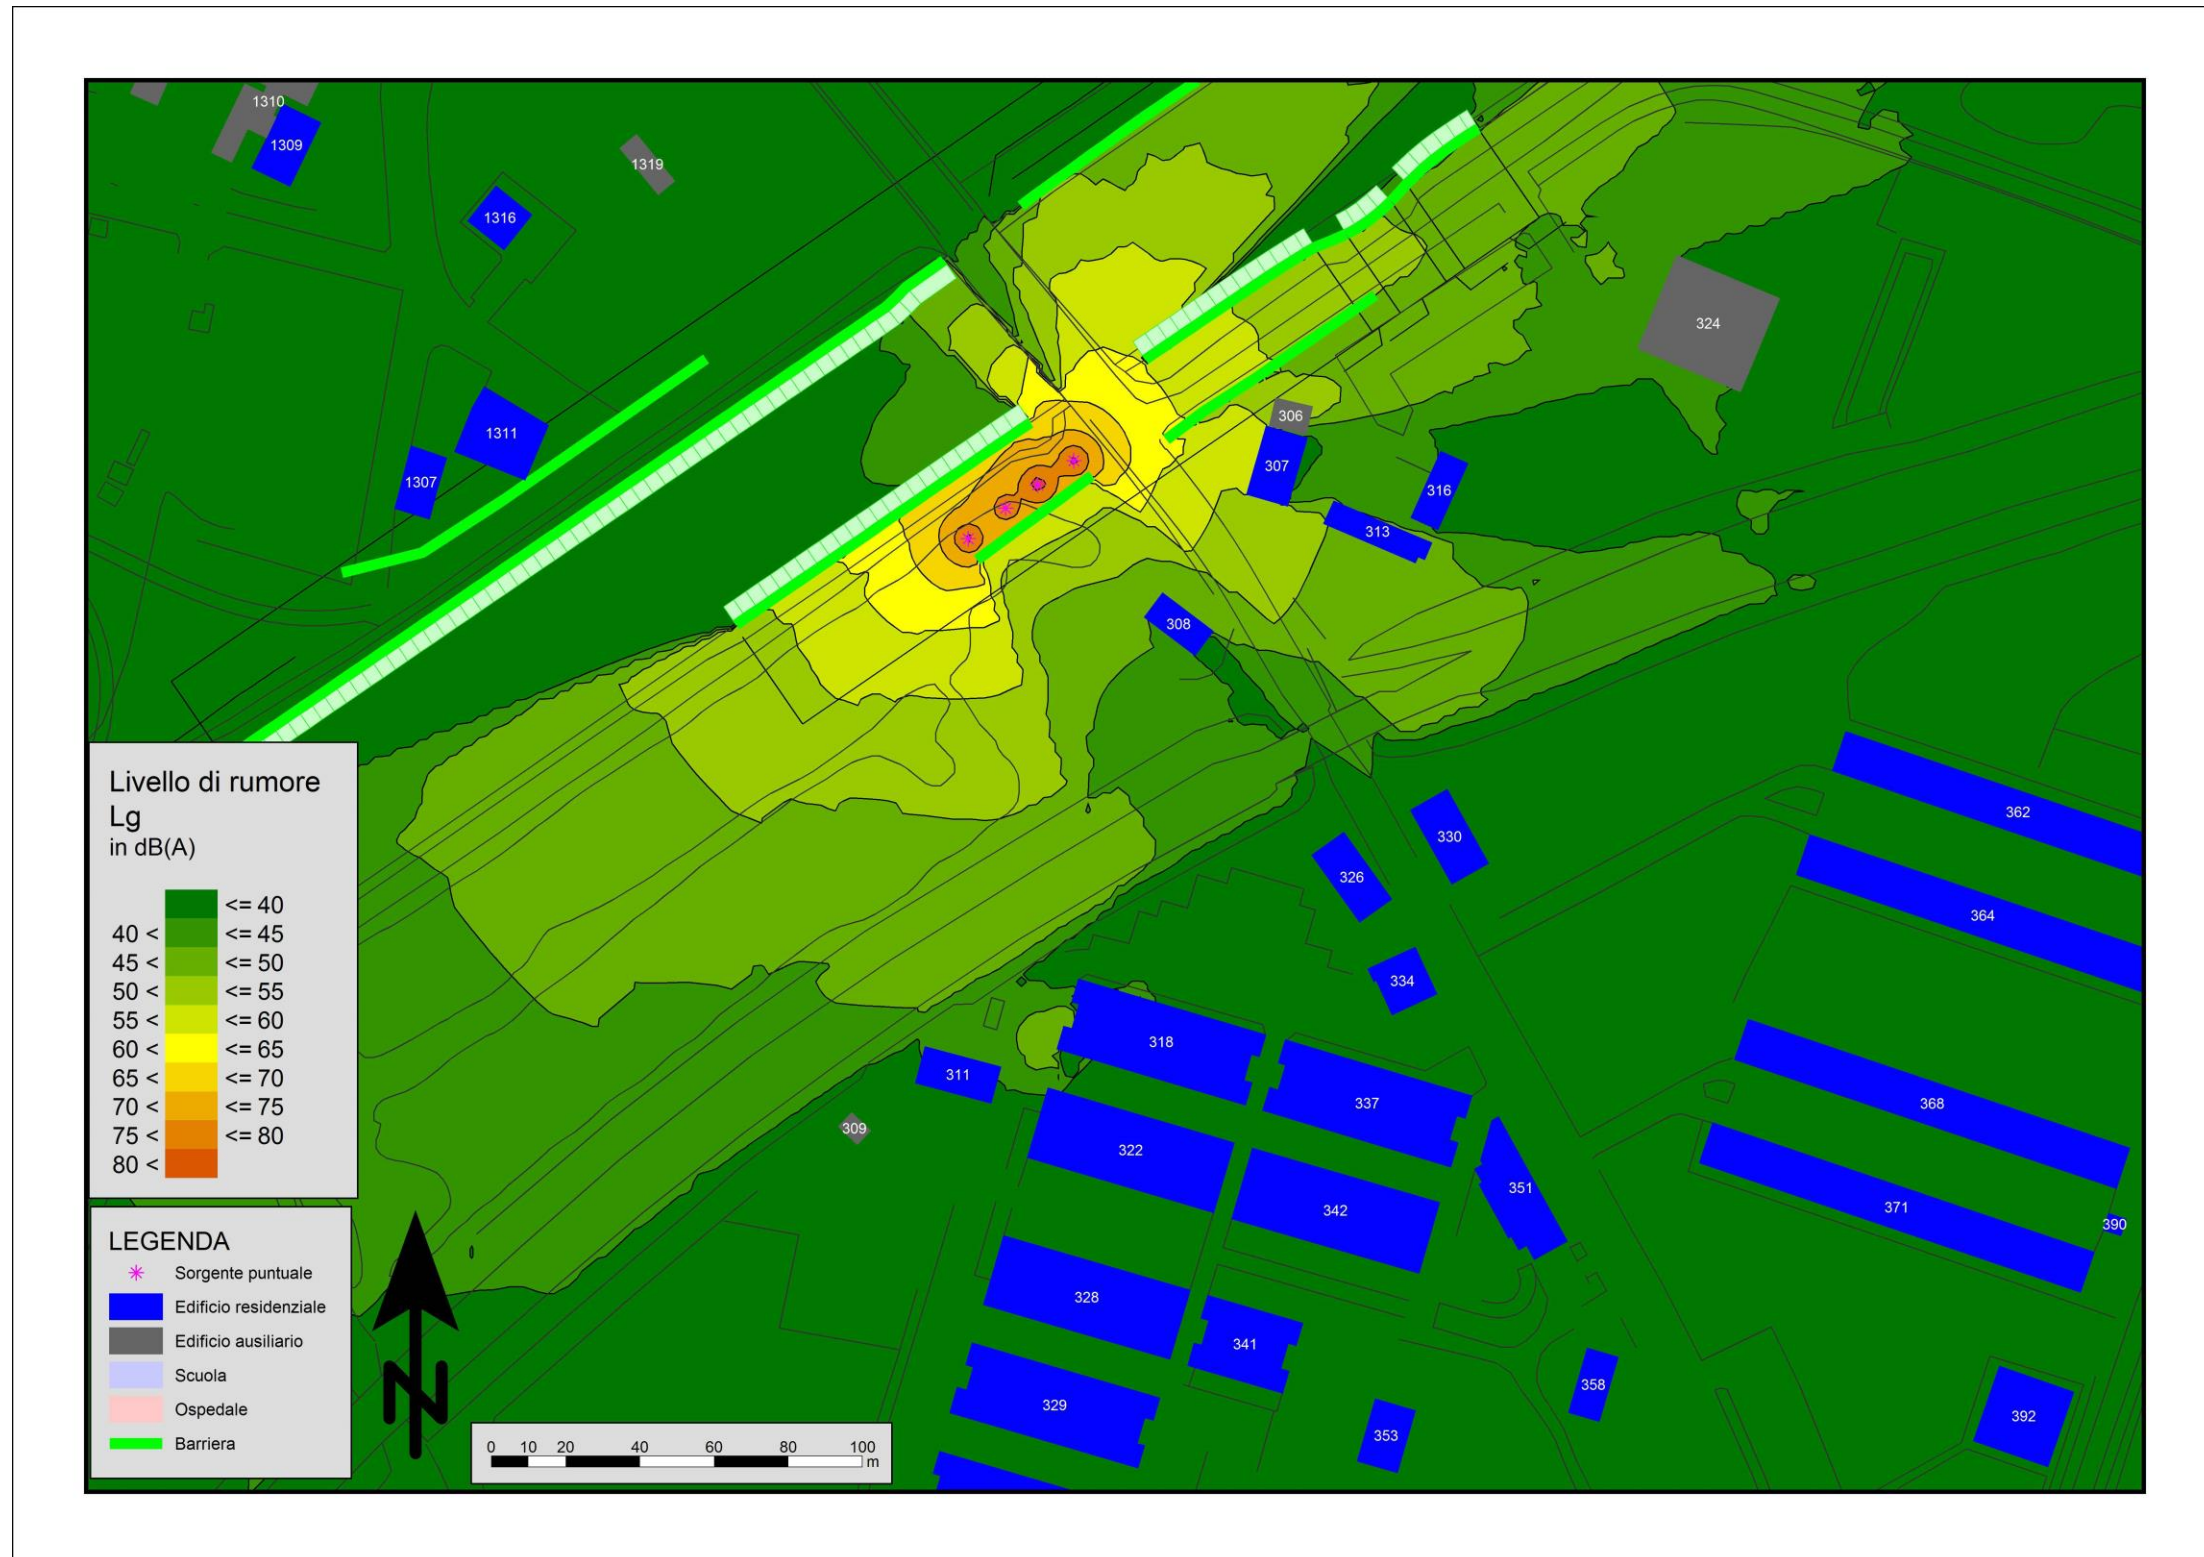 1310
1309
1319
1316
324
306
1311
307
1307
316
313
308
362
330
326
364
334
318
311
337
368
309
322
351
342
371
390
328
341
358
329
392
353
Livello di rumore
Lg
in dB(A)
<= 40
40 < <= 45
45 < <= 50
50 < <= 55
55 < <= 60
60 < <= 65
65 < <= 70
70 < <= 75
75 < <= 80
80 <
LEGENDA
Sorgente puntuale
Edificio residenziale
Edificio ausiliario
Scuola
Ospedale
Barriera
N
0 10 20 40 60 80 100
m